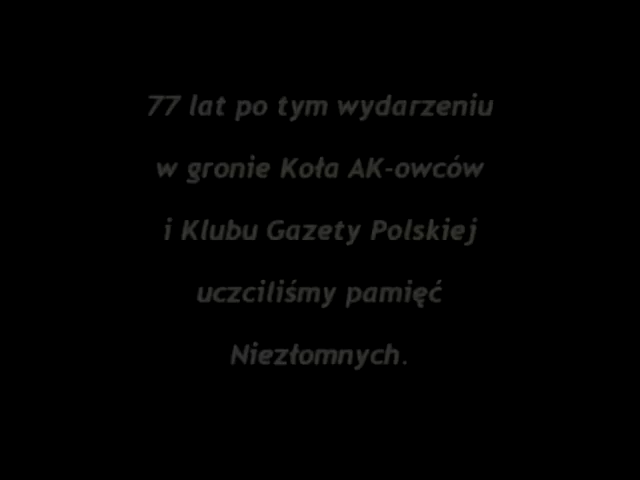 77 lat po tym wydarzeniu
w gronie Koła AK-owców
i Klubu Gazety Polskiej
uczciliśmy pamięć
Niezłomnych.